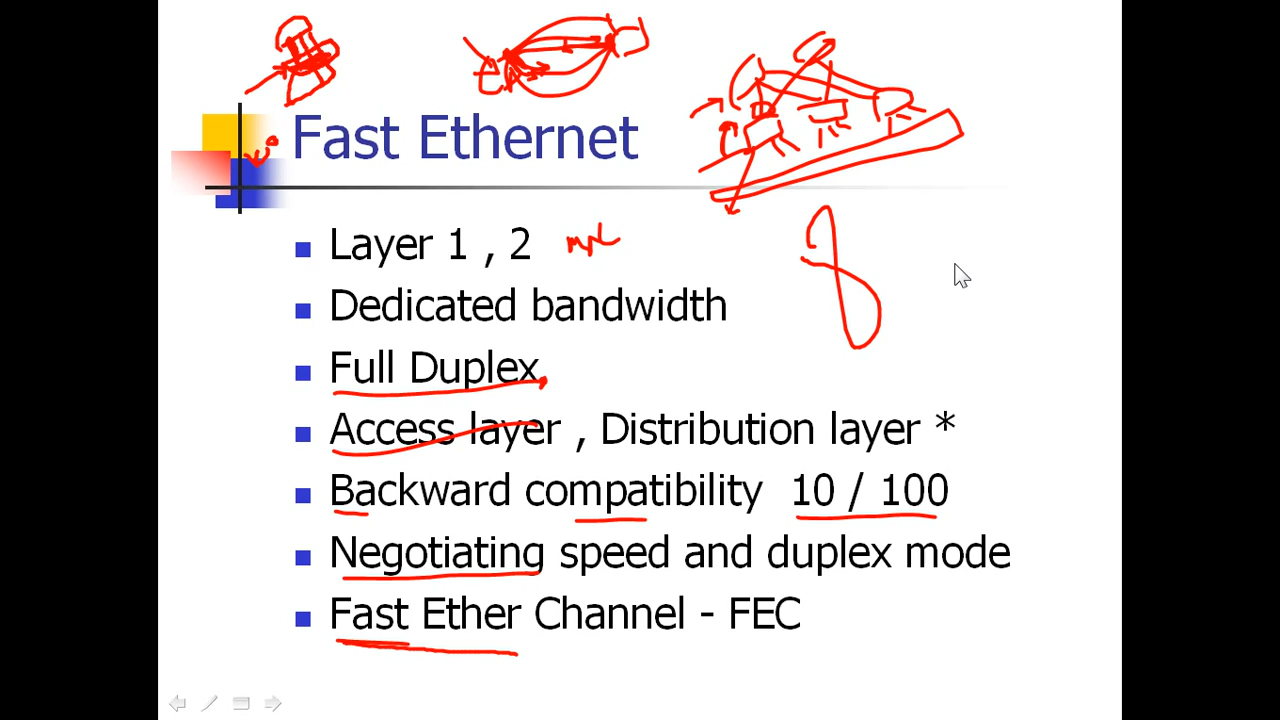 Fast Ethernet
Layer 1 , 2
Dedicated bandwidth
Full Duplex
Access layer , Distribution layer *
Backward compatibility 10 / 100
Negotiating speed and duplex mode
Fast Ether Channel - FEC